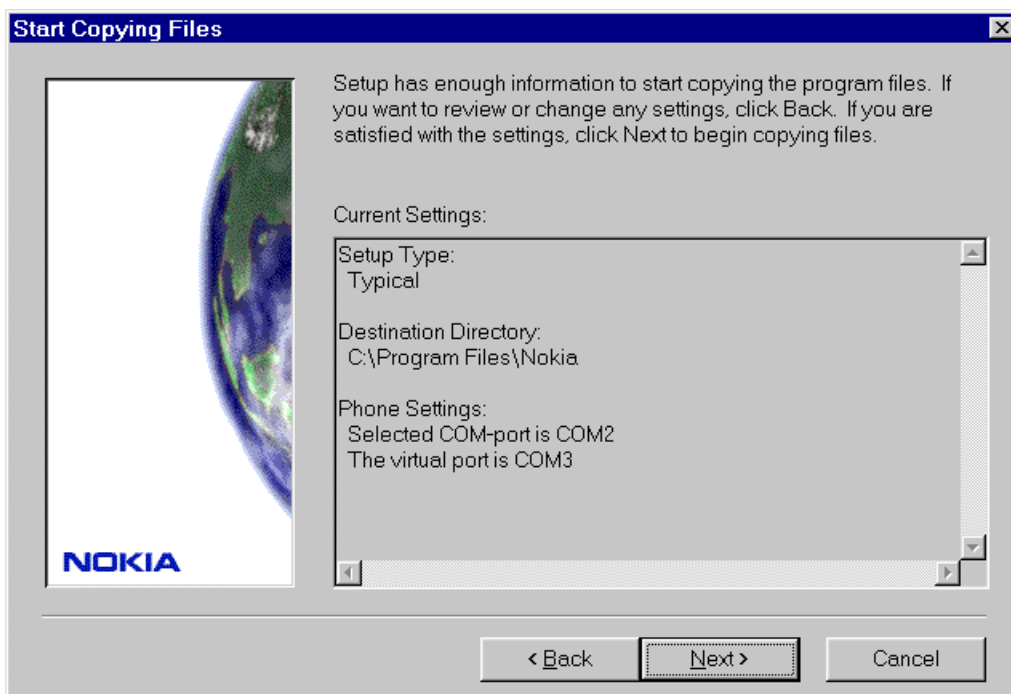 Start Copying Files
Setup has enough information to start copying the program files. If
you want to review or change any settings, click Back. If you are
satisfied with the settings, click Next to begin copying files.
Current Settings:
Setup Type:
Typical
Destination Directory:
C:\Program Files\Nokia
Phone Settings:
Selected COM-port is COM2
The virtual port is COM3
NOKIA
< Back
Next >
Cancel